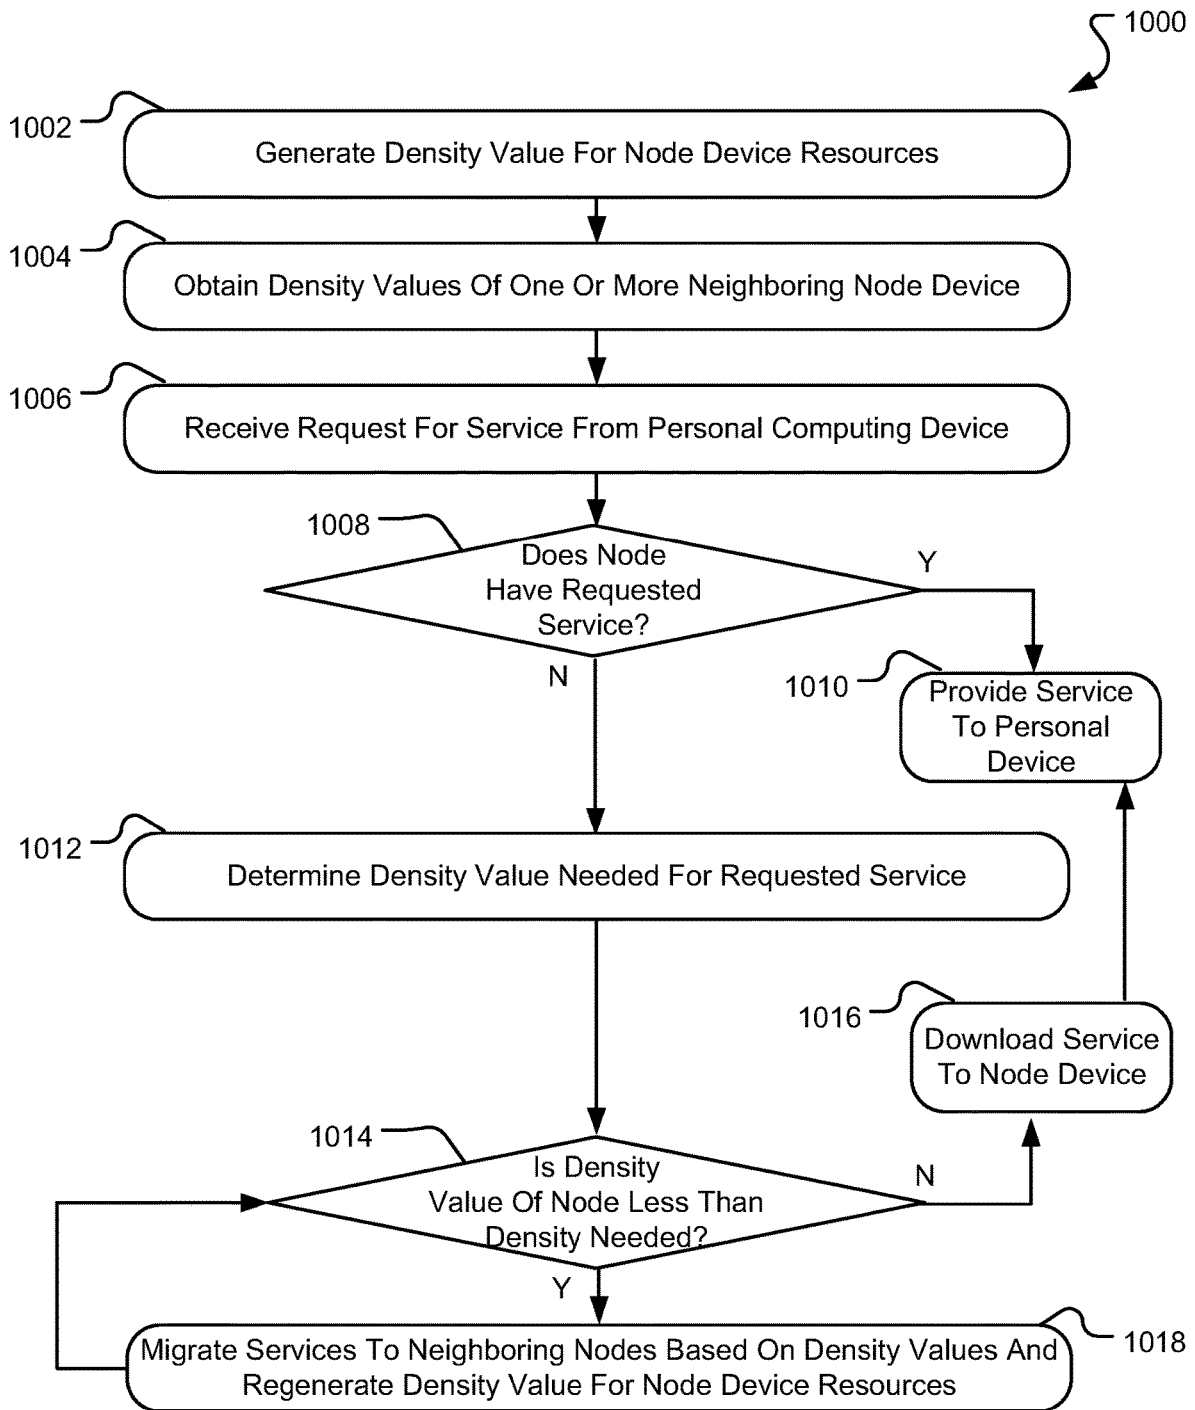 1000
1002
Generate Density Value For Node Device Resources
1004
Obtain Density Values Of One Or More Neighboring Node Device
1006
Receive Request For Service From Personal Computing Device
1008
Does Node
Have Requested
Service?
Y
N
1010
Provide Service
To Personal
Device
1012
Determine Density Value Needed For Requested Service
1016
Download Service
To Node Device
1014
Is Density
Value Of Node Less Than
Density Needed?
N
Y
1018
Migrate Services To Neighboring Nodes Based On Density Values And
Regenerate Density Value For Node Device Resources